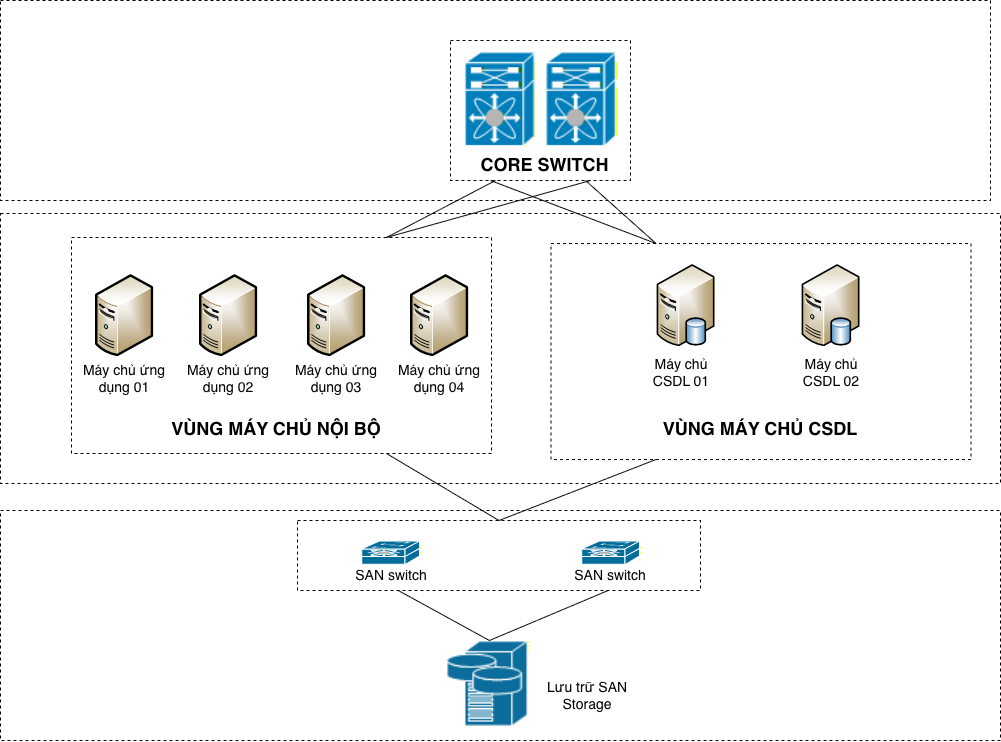 CORE SWITCH
Máy chủ ứng
dụng 01
Máy chủ ứng
dụng 02
Máy chủ ứng
dụng 03
Máy chủ ứng
dụng 04
VÙNG MÁY CHỦ NỘI BỘ
Máy chủ
CSDL 01
Máy chủ
CSDL 02
VÙNG MÁY CHỦ CSDL
SAN switch
SAN switch
Lưu trữ SAN
Storage